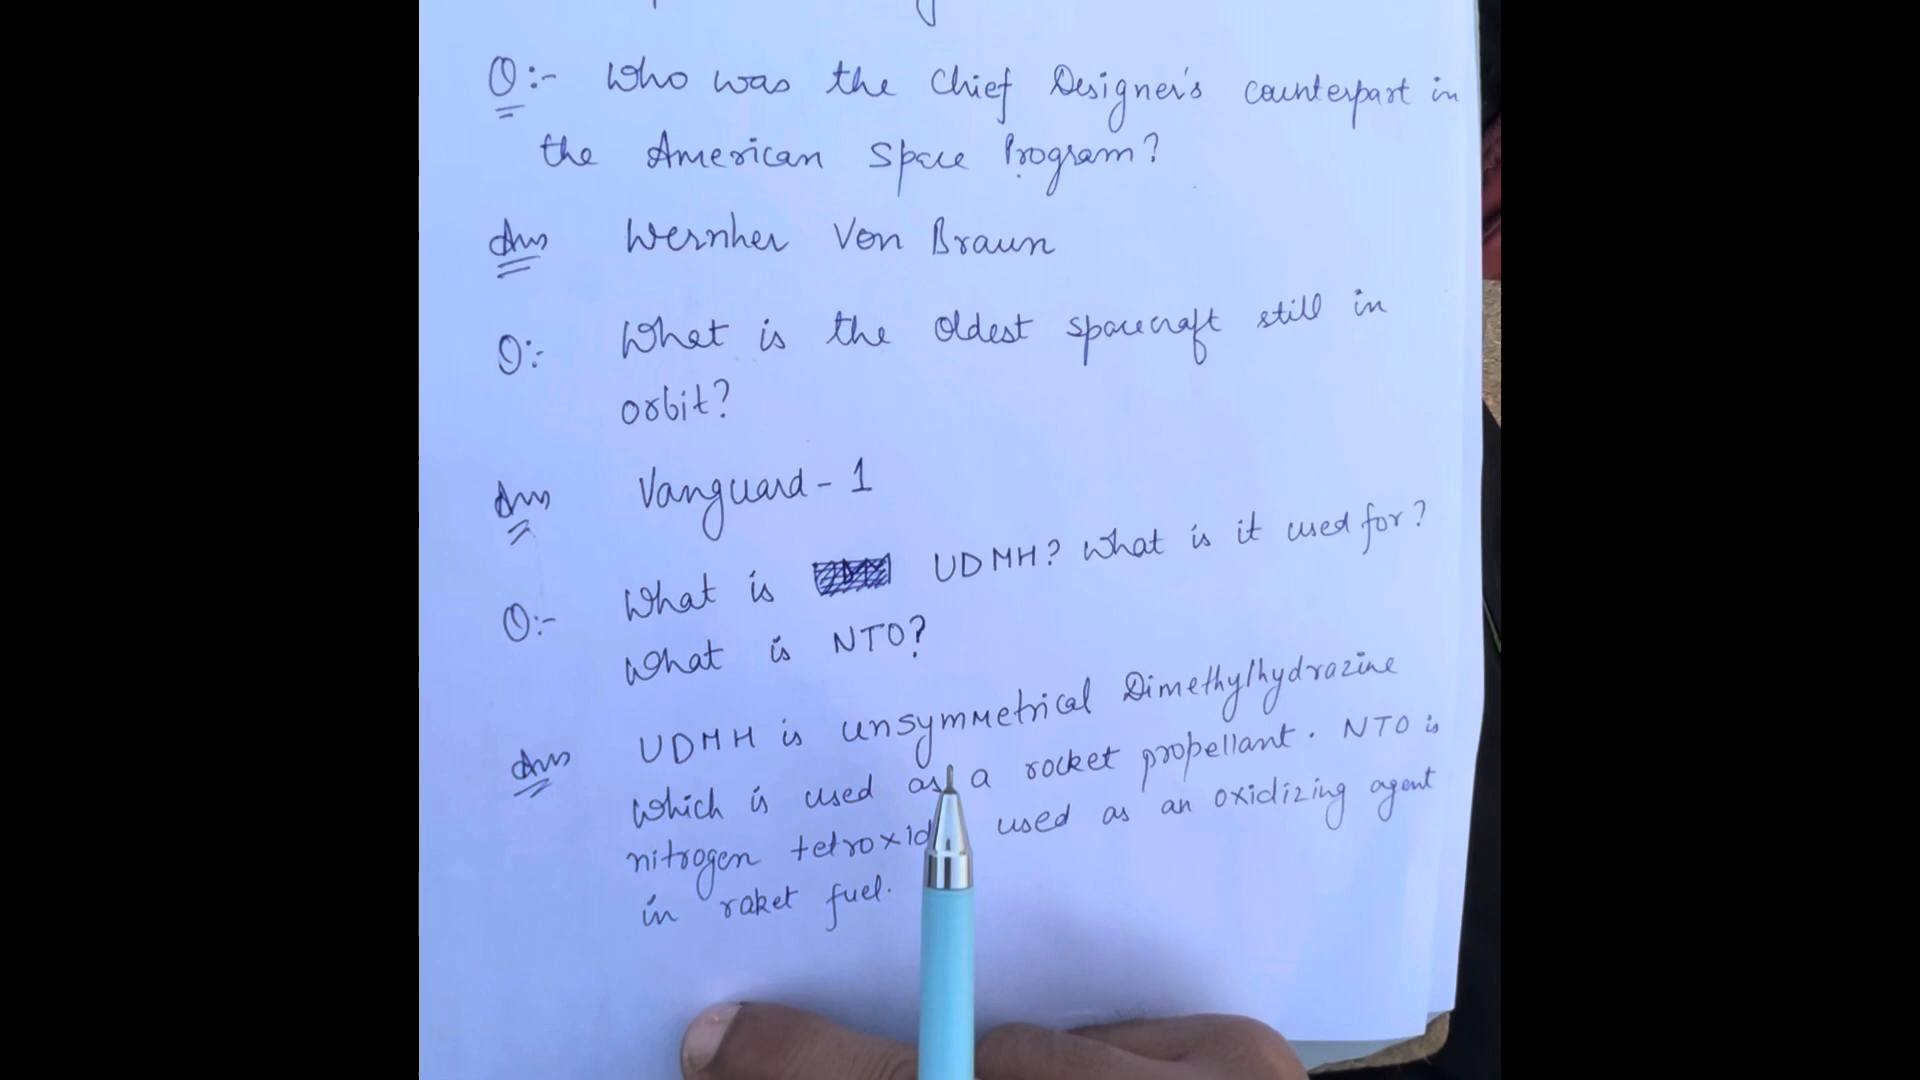 Q:- Who was the Chief Designer's counterpart in
the American Space Program?
Ans Wernher Von Braun
Q:- What is the oldest spacecraft still in
orbit?
Ans Vanguard - 1
Q:- What is UDMH? What is it used for?
What is NTO?
Ans UDMH is unsymmetrical Dimethylhydrazine
which is used as a rocket propellant. NTO is
nitrogen tetroxid used as an oxidizing agent
in raket fuel.